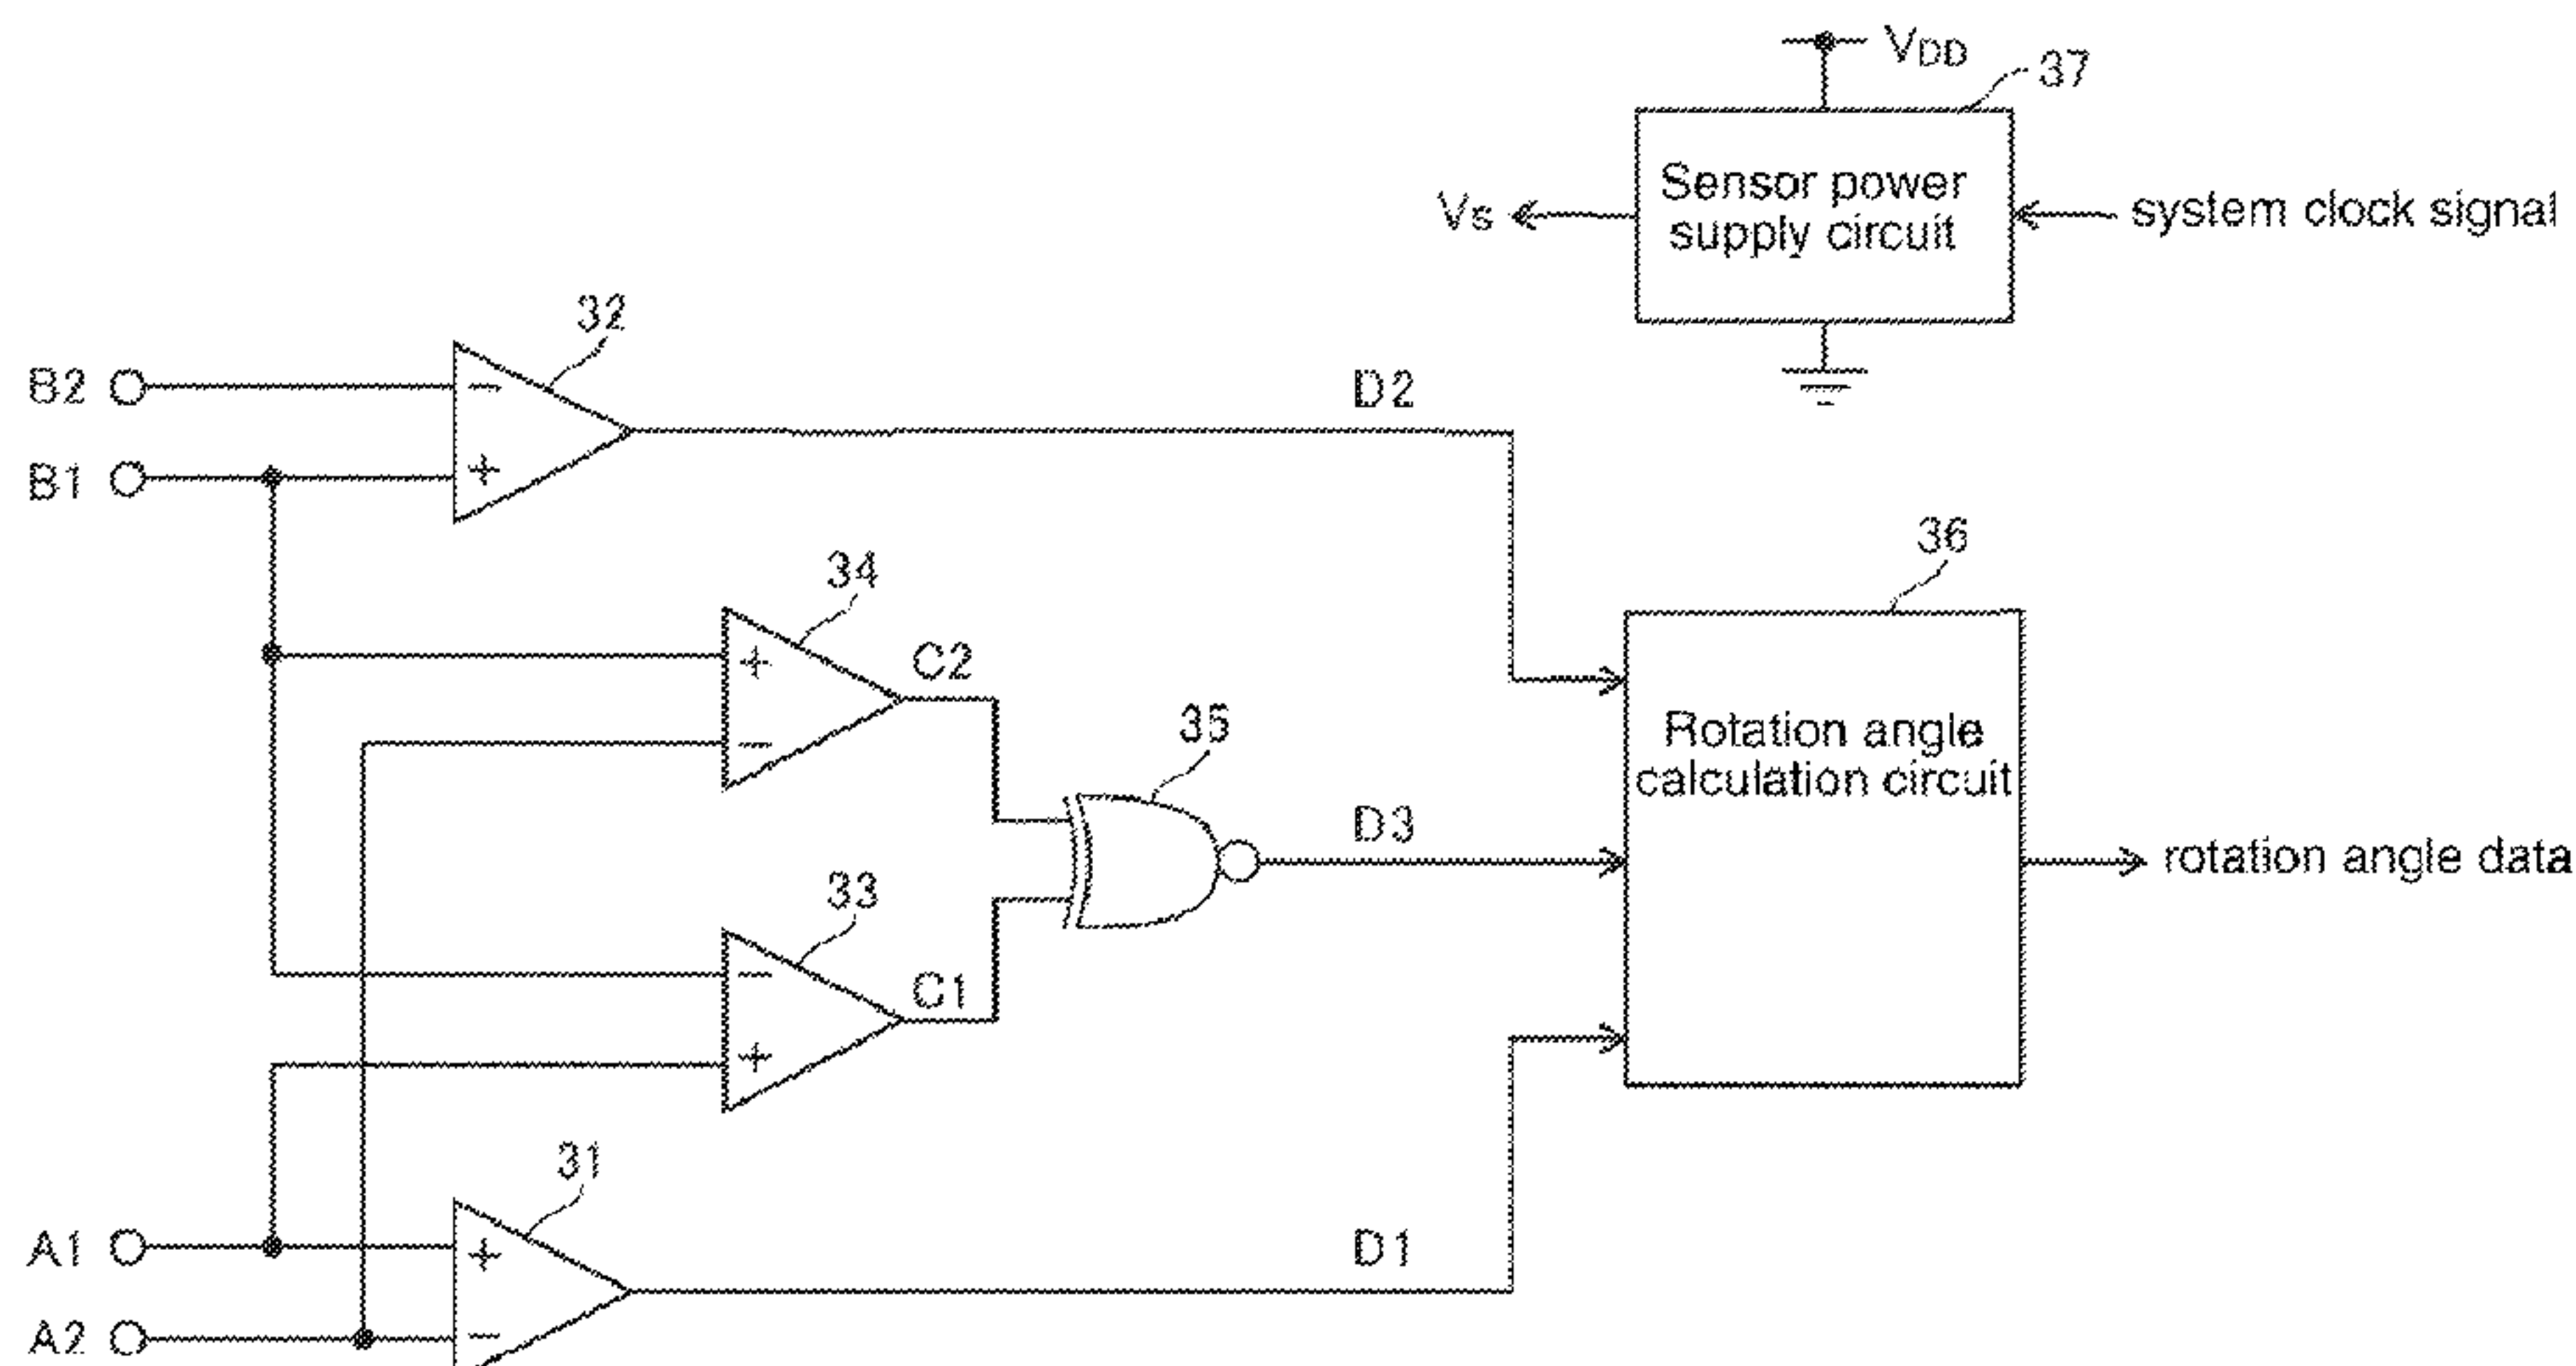 VDD
37
Sensor power
supply circuit
Vs
system clock signal
32
B2
−
D2
B1
+
36
34
+
C2
−
35
Rotation angle
calculation circuit
D3
rotation angle data
33
−
C1
+
31
A1
+
D1
A2
−